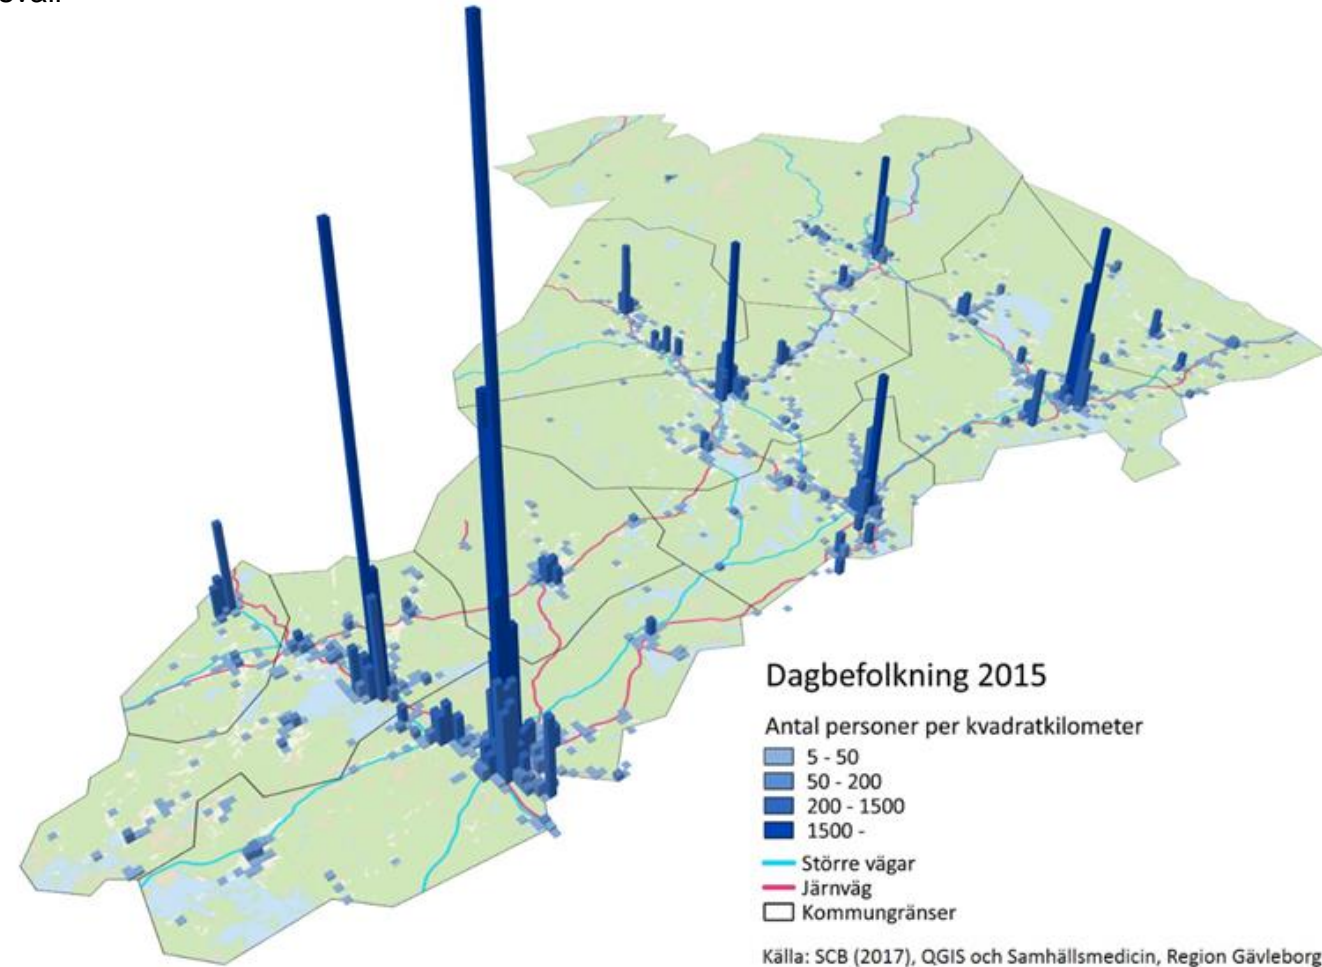 Dagbefolkning 2015
Antal personer per kvadratkilometer
5 - 50
50 - 200
200 - 1500
1500 -
Större vägar
Järnväg
Kommungränser
Källa: SCB (2017), QGIS och Samhällsmedicin, Region Gävleborg